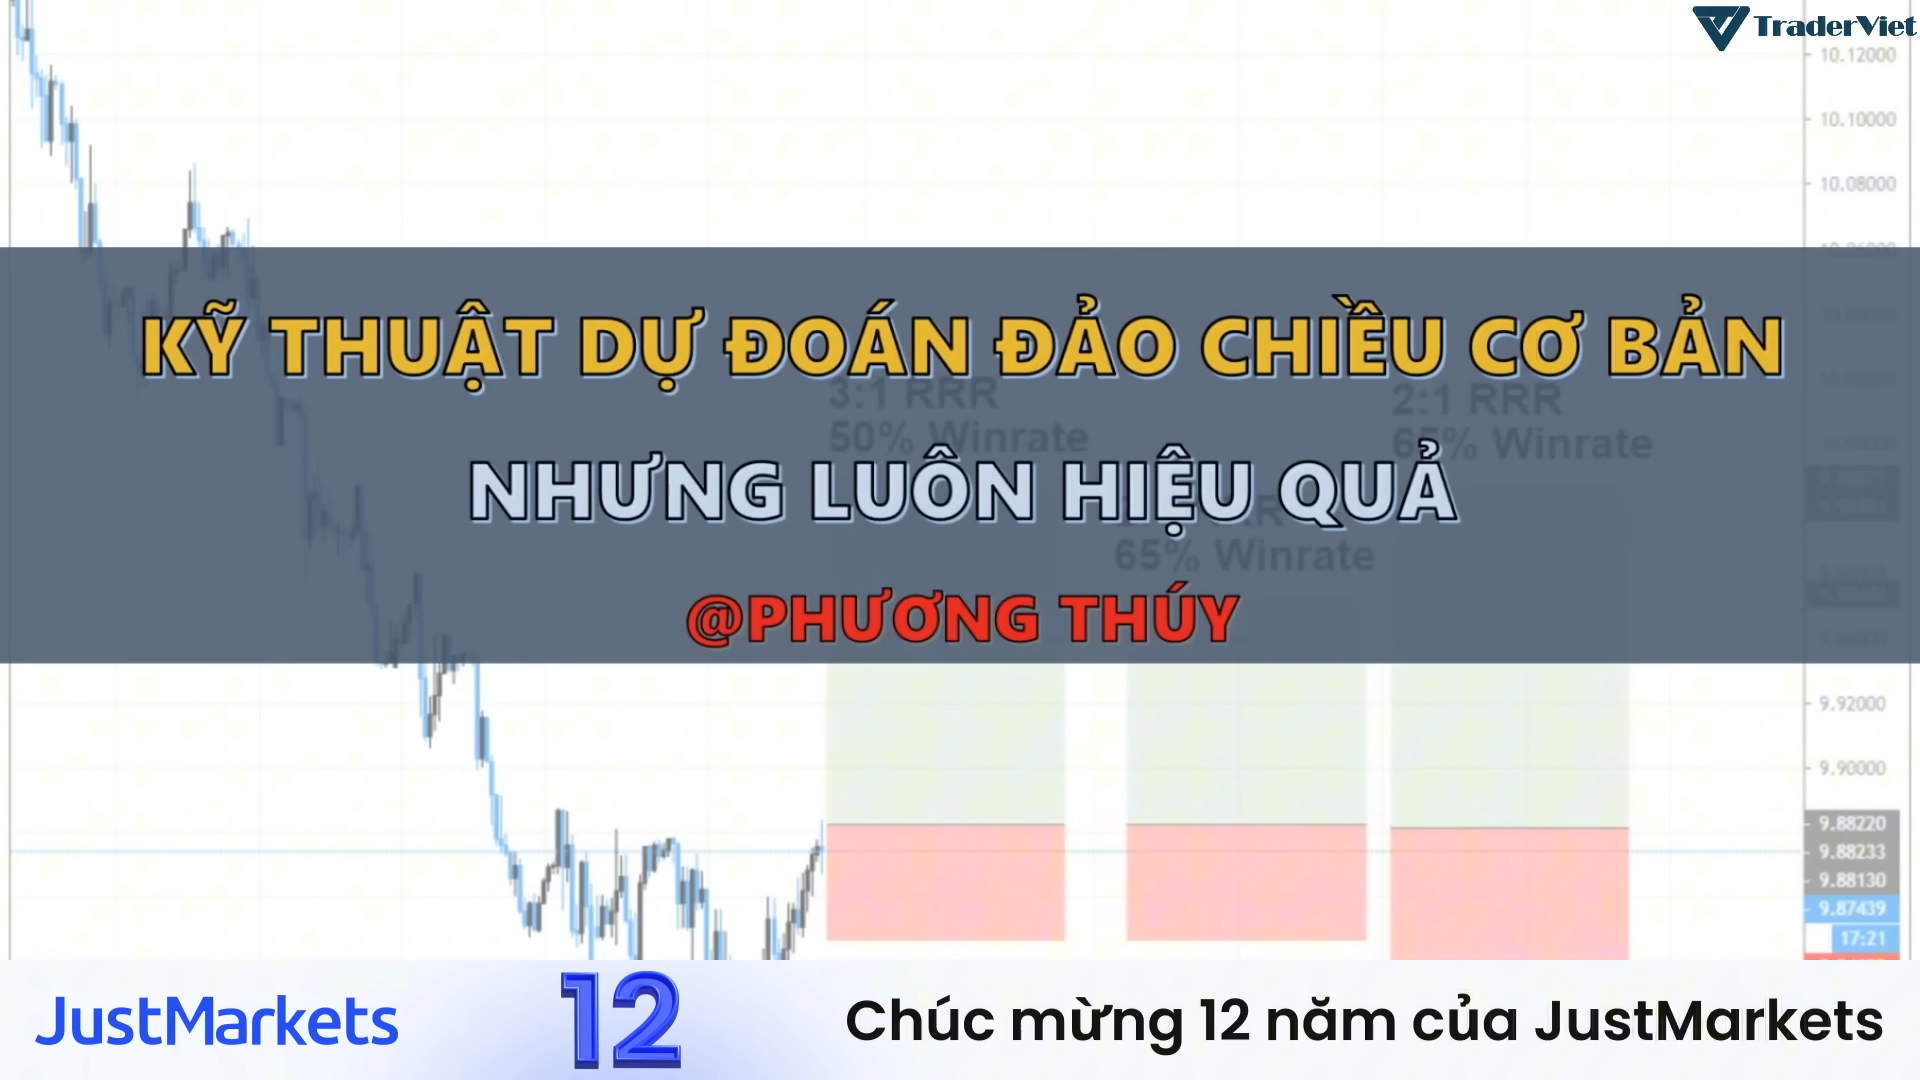 TraderViet
10.12000
10.10000
10.08000
KỸ THUẬT DỰ ĐOÁN ĐẢO CHIỀU CƠ BẢN
3:1 RRR
50% Winrate
2:1 RRR
65% Winrate
NHƯNG LUÔN HIỆU QUẢ
65% Winrate
@PHƯƠNG THÚY
9.92000
9.90000
9.88220
9.88233
9.88130
9.87439
17:21
JustMarkets
12
Chúc mừng 12 năm của JustMarkets